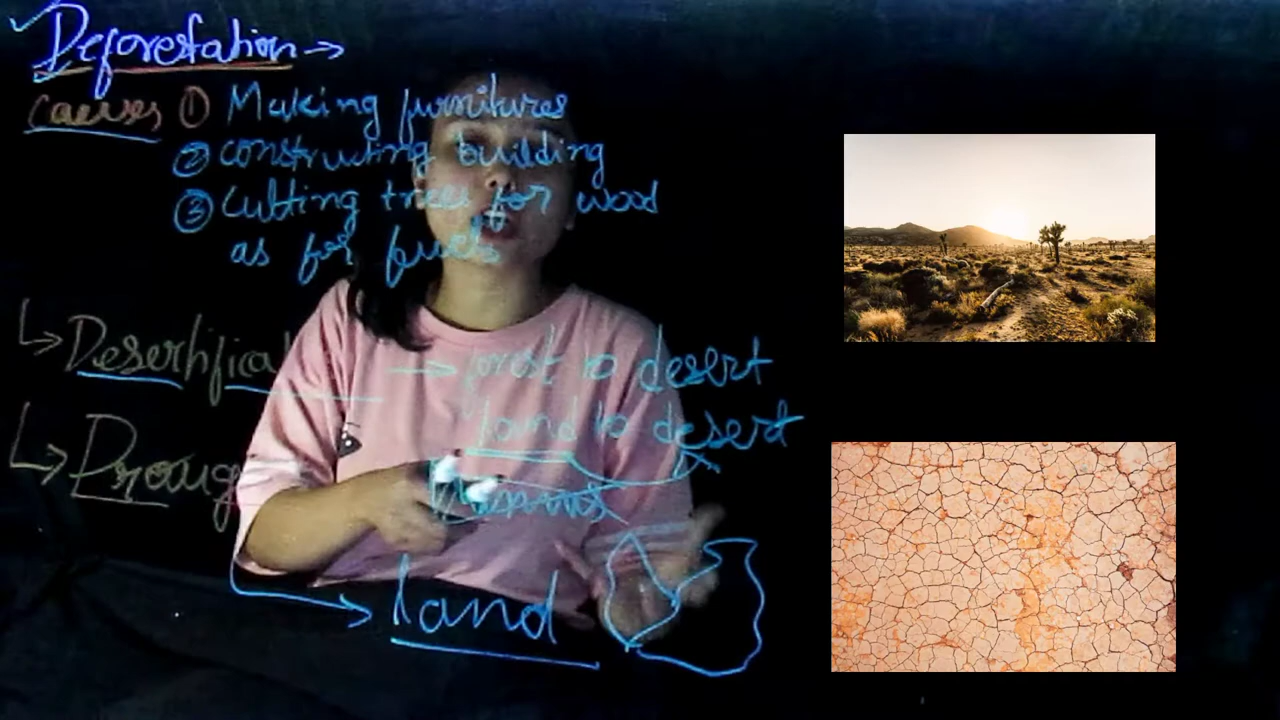 Deforestation →
causes ① Making furnitures
② constructing building
③ Cutting trees for wood
as for fuels
↳ Desertifica → forest to desert
land to desert
↳ Droug
land